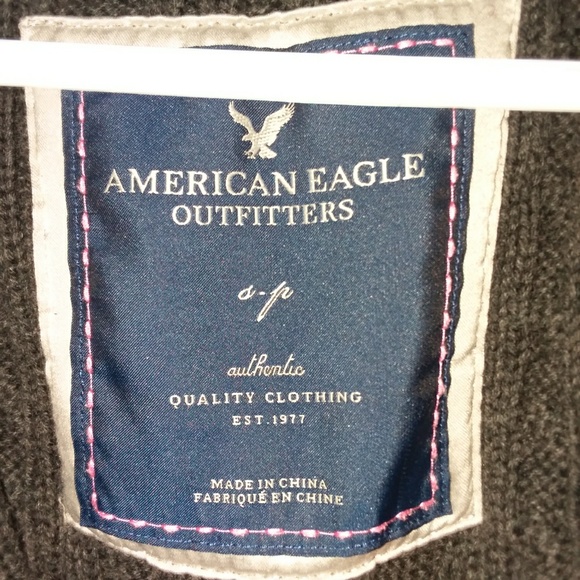 AMERICAN EAGLE
OUTFITTERS
s-p
authentic
QUALITY CLOTHING
EST. 1977
MADE IN CHINA
FABRIQUÉ EN CHINE